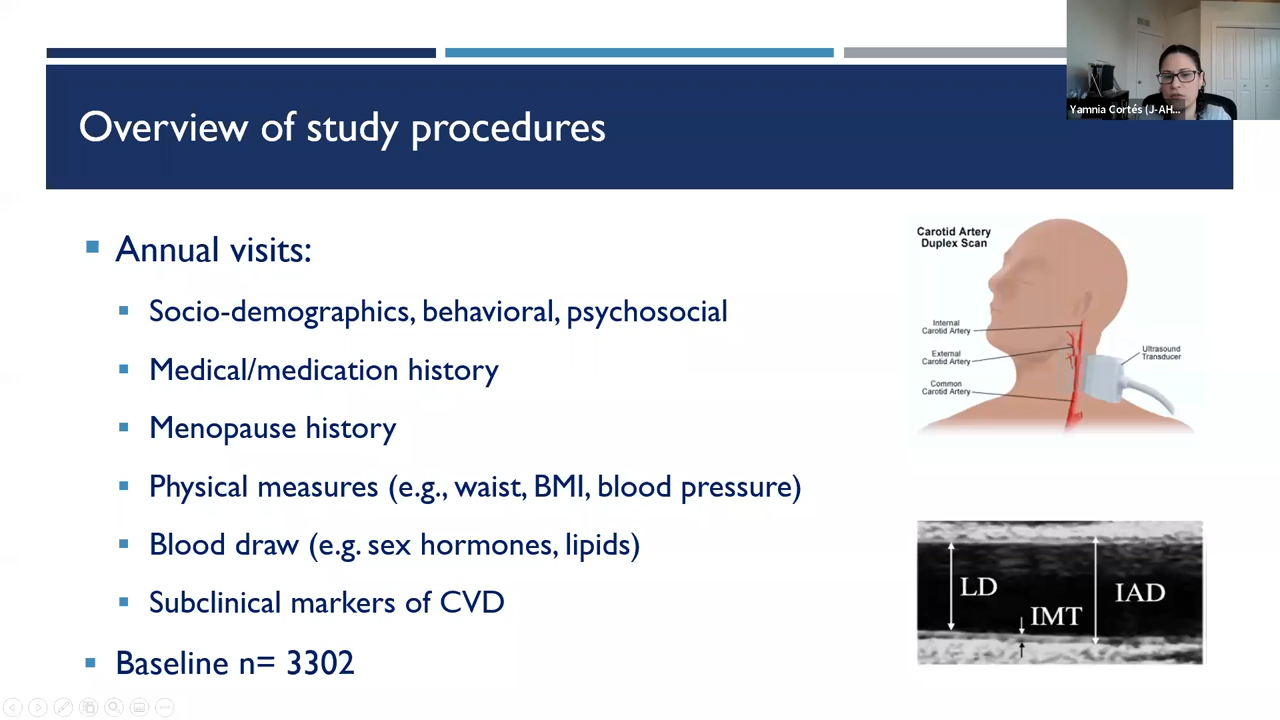 Overview of study procedures
Yamnia Cortés (J-AH...
Annual visits:
Socio-demographics, behavioral, psychosocial
Medical/medication history
Menopause history
Physical measures (e.g., waist, BMI, blood pressure)
Blood draw (e.g. sex hormones, lipids)
Subclinical markers of CVD
Baseline n= 3302
Carotid Artery
Duplex Scan
Internal
Carotid Artery
External
Carotid Artery
Common
Carotid Artery
Ultrasound
Transducer
LD
IMT
IAD